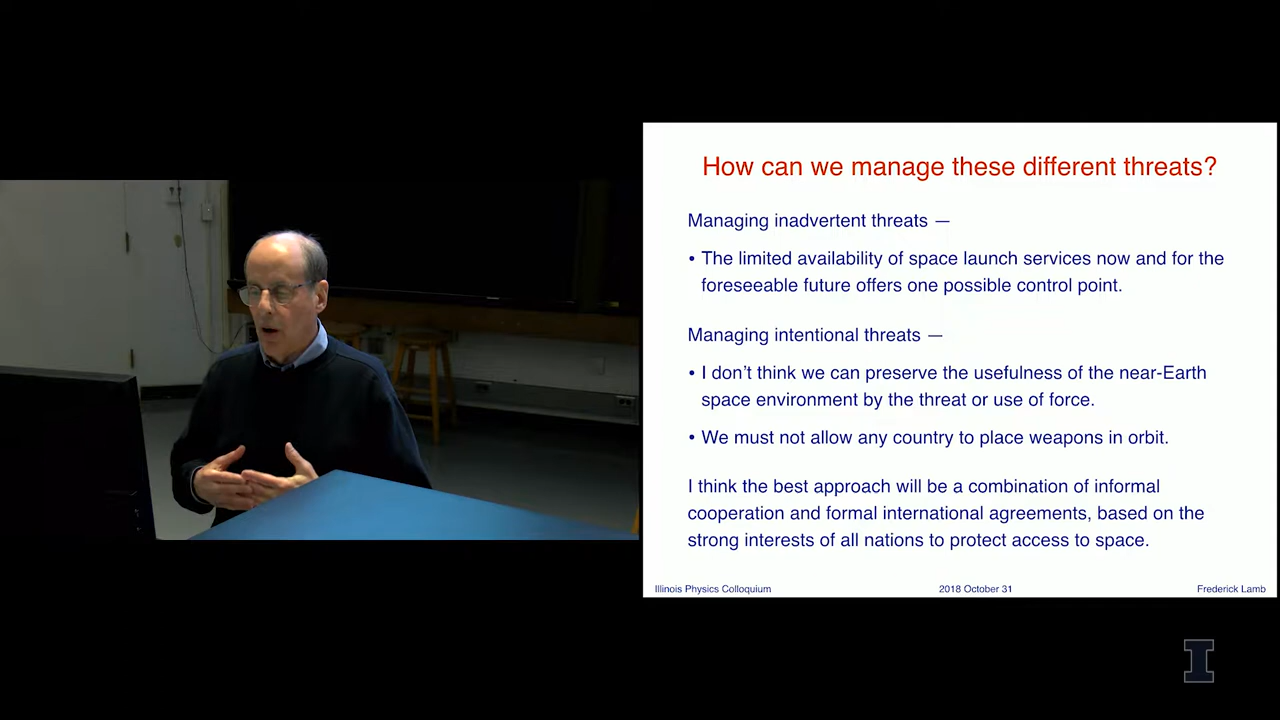 How can we manage these different threats?
Managing inadvertent threats —
• The limited availability of space launch services now and for the
foreseeable future offers one possible control point.
Managing intentional threats —
• I don't think we can preserve the usefulness of the near-Earth
space environment by the threat or use of force.
• We must not allow any country to place weapons in orbit.
I think the best approach will be a combination of informal
cooperation and formal international agreements, based on the
strong interests of all nations to protect access to space.
Illinois Physics Colloquium
2018 October 31
Frederick Lamb
I